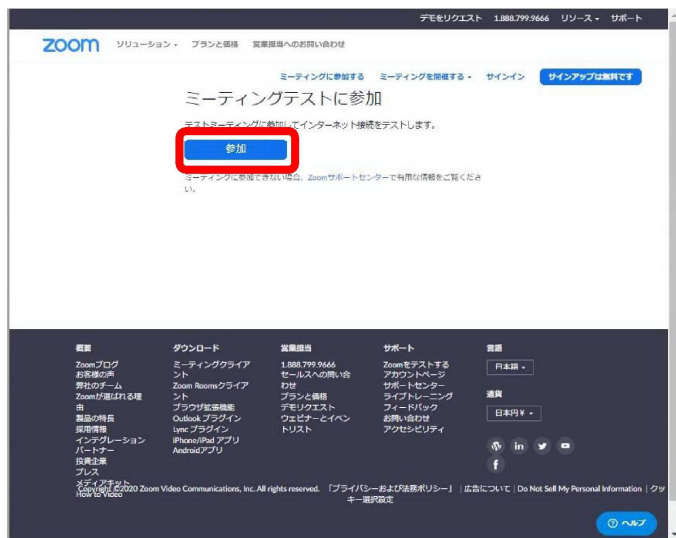 デモをリクエスト 1.888.799.9666 リソース サポート
zoom ソリューション プランと価格 営業担当へのお問い合わせ
ミーティングに参加する ミーティングを開催する サインイン サインアップは無料です
ミーティングテストに参加
テストミーティングに参加してインターネット接続をテストします。
参加
ミーティングに参加できない場合、Zoomサポートセンターで有用な情報をご覧くださ
い。
概要
Zoomブログ
お客様の声
弊社のチーム
Zoomが選ばれる理
由
製品の特長
採用情報
インテグレーション
パートナー
投資企業
プレス
メディアキット
How to Video
ダウンロード
ミーティングクライア
ント
Zoom Roomsクライア
ント
ブラウザ拡張機能
Outlook プラグイン
Lync プラグイン
iPhone/iPad アプリ
Androidアプリ
営業担当
1.888.799.9666
セールスへの問い合
わせ
プランと価格
デモリクエスト
ウェビナーとイベン
トリスト
サポート
Zoomをテストする
アカウントページ
サポートセンター
ライブトレーニング
フィードバック
お問い合わせ
アクセシビリティ
言語
日本語
通貨
日本円 ¥
in
f
Copyright ©2020 Zoom Video Communications, Inc. All rights reserved. 「プライバシーおよび法務ポリシー」 | 広告について | Do Not Sell My Personal Information | クッ
キー選択設定
ヘルプ